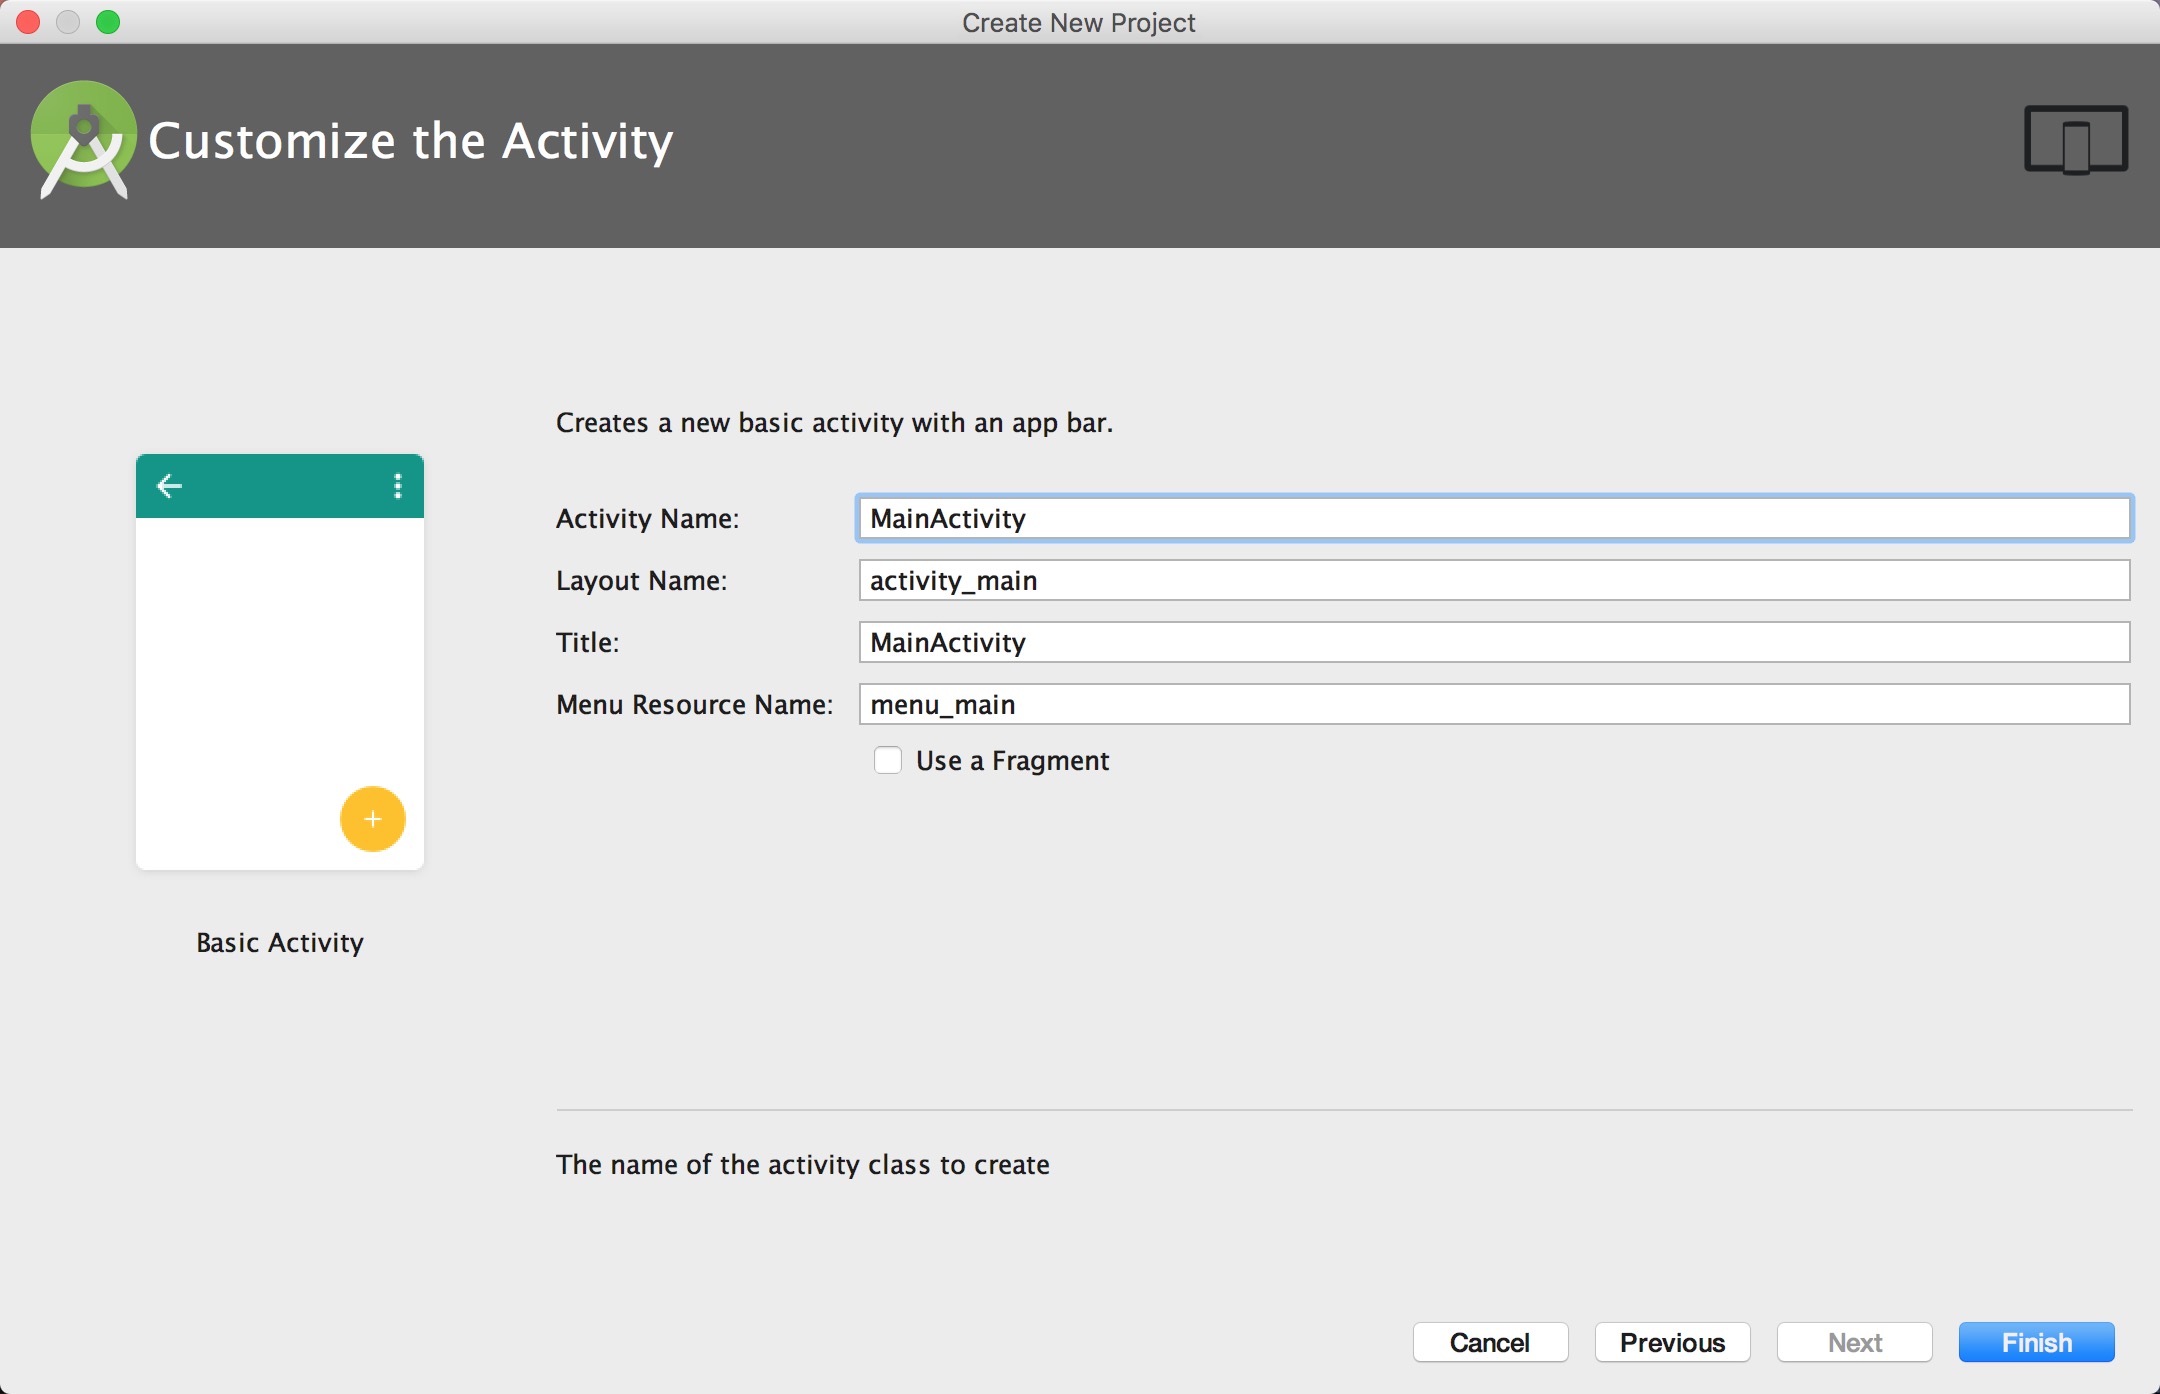 Create New Project
Customize the Activity
Creates a new basic activity with an app bar.
Activity Name: MainActivity
Layout Name: activity_main
Title: MainActivity
Menu Resource Name: menu_main
Use a Fragment
Basic Activity
The name of the activity class to create
Cancel Previous Next Finish